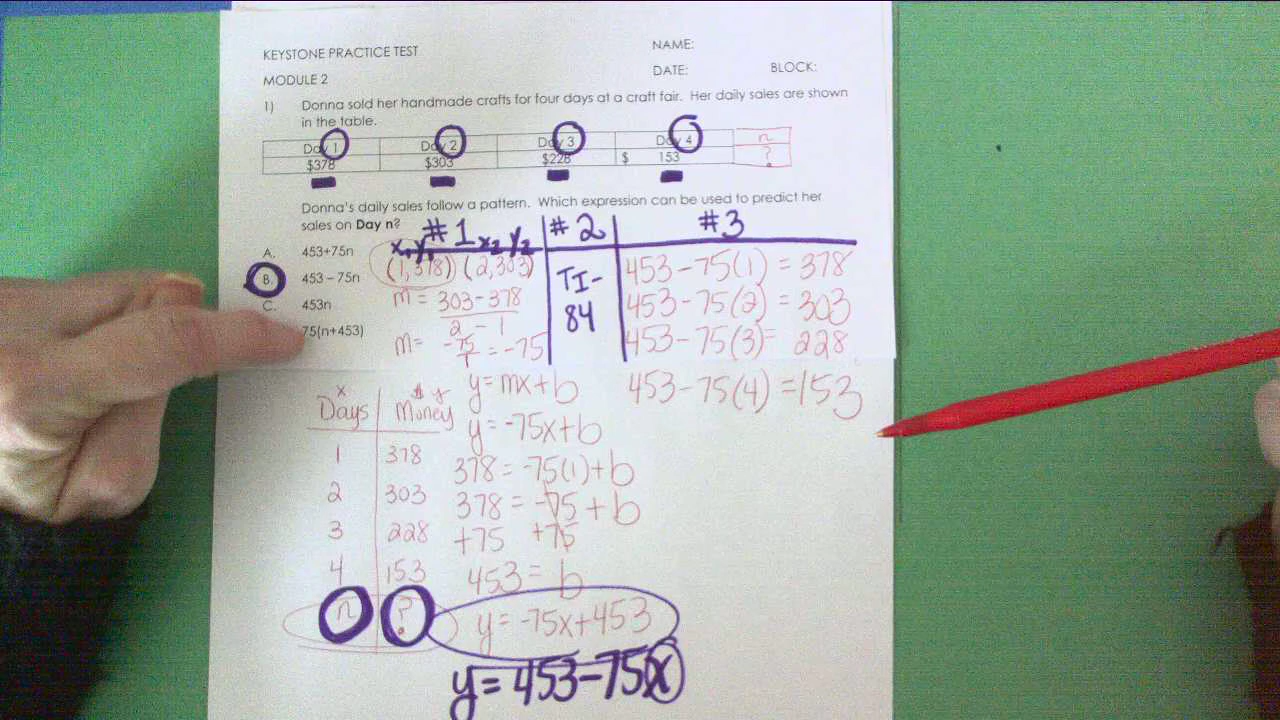 KEYSTONE PRACTICE TEST
NAME:
MODULE 2
DATE: BLOCK:
1) Donna sold her handmade crafts for four days at a craft fair. Her daily sales are shown
in the table.
Day 1 Day 2 Day 3 Day 4 n
$378 $303 $228 $ 153 ?
Donna's daily sales follow a pattern. Which expression can be used to predict her
sales on Day n?
A. 453+75n
B. 453 – 75n
C. 453n
75(n+453)
#1
x₁ y₁ x₂ y₂
(1,378) (2,303)
m = 303-378
2 - 1
m= -75
1 = -75
y=mx+b
y= -75x+b
378 = -75(1)+b
378 = -75 + b
+75 +75
453 = b
y= -75x+453
y= 453-75(x)
#2
TI-
84
#3
453-75(1) = 378
453-75(2) = 303
453-75(3)= 228
453-75(4) =153
x $ y
Days Money
1 378
2 303
3 228
4 153
n ?